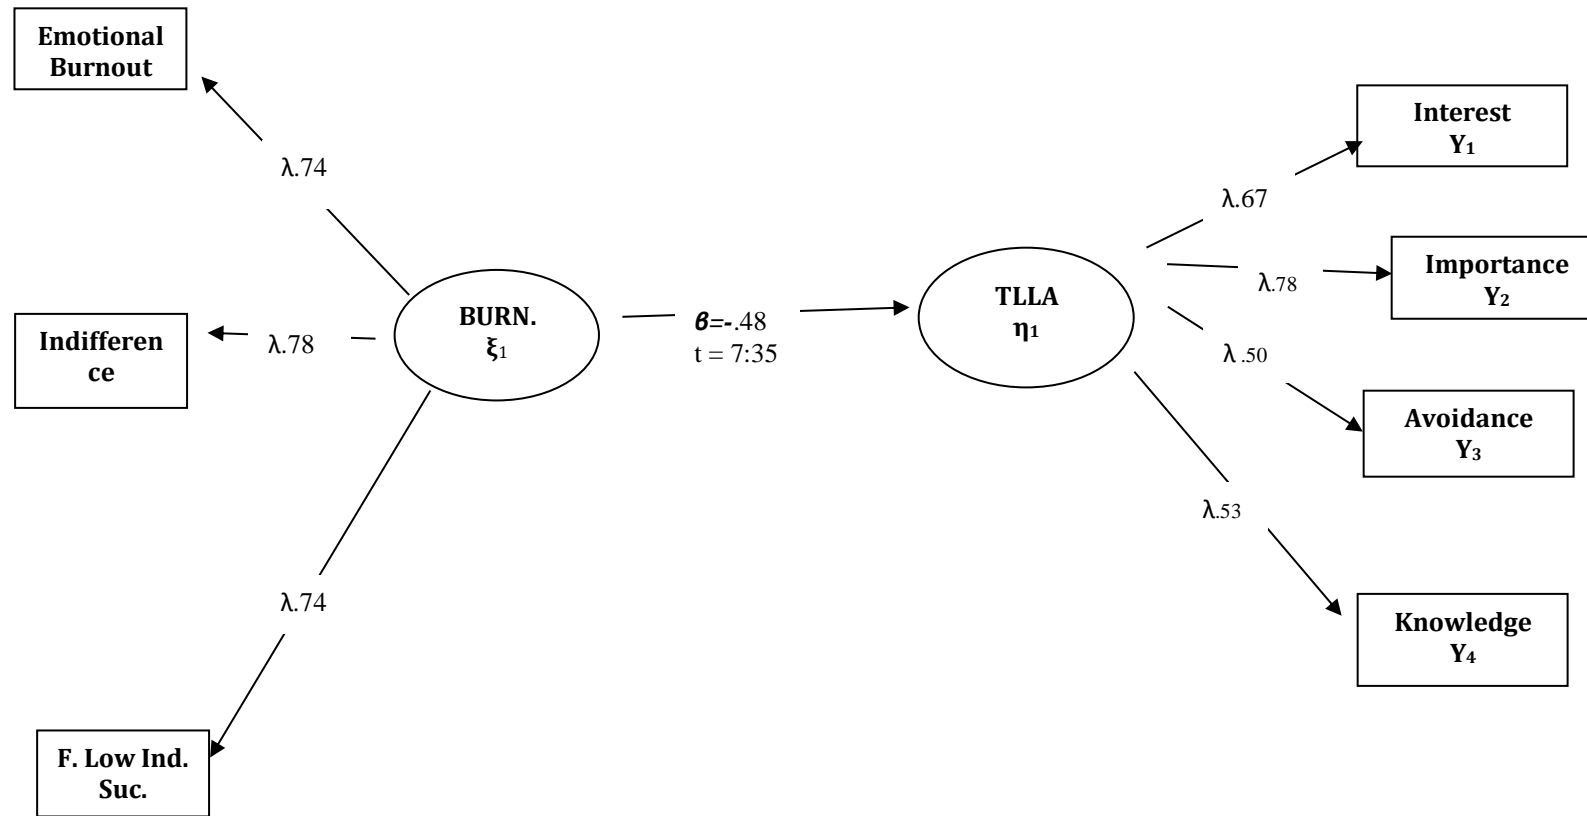 Emotional
Burnout
λ.74
Indifferen
ce
λ.78
BURN.
ξ1
λ.74
F. Low Ind.
Suc.
ϐ=-.48
t = 7:35
TLLA
η1
λ.67
Interest
Y1
λ.78
Importance
Y2
λ .50
Avoidance
Y3
λ.53
Knowledge
Y4